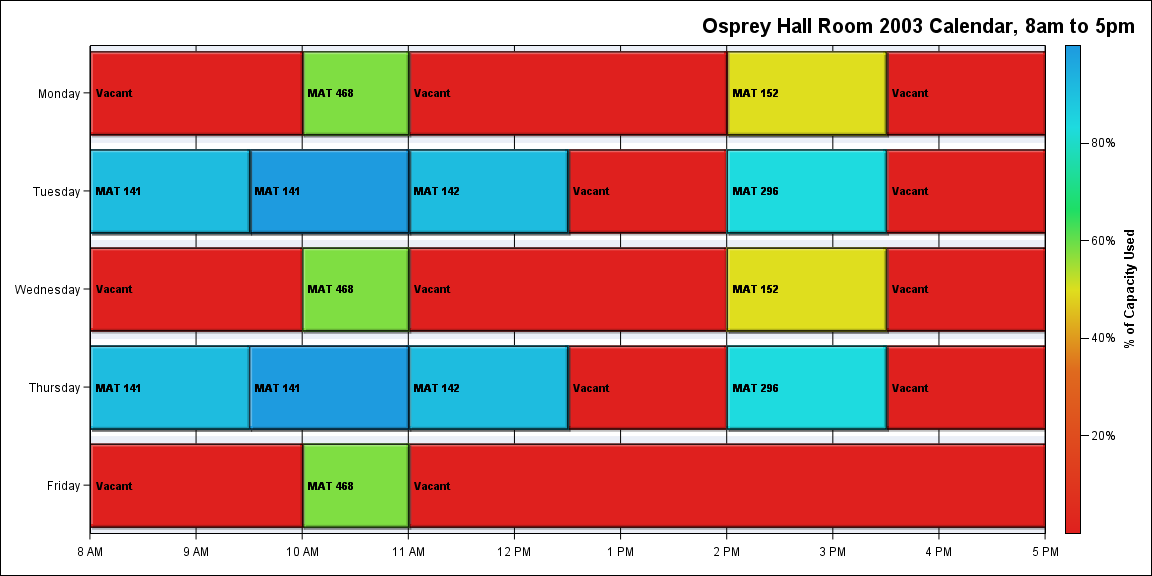 Osprey Hall Room 2003 Calendar, 8am to 5pm
Monday
Vacant
MAT 468
Vacant
MAT 152
Vacant
Tuesday
MAT 141
MAT 141
MAT 142
Vacant
MAT 296
Vacant
Wednesday
Vacant
MAT 468
Vacant
MAT 152
Vacant
Thursday
MAT 141
MAT 141
MAT 142
Vacant
MAT 296
Vacant
Friday
Vacant
MAT 468
Vacant
8 AM
9 AM
10 AM
11 AM
12 PM
1 PM
2 PM
3 PM
4 PM
5 PM
80%
60%
40%
20%
% of Capacity Used